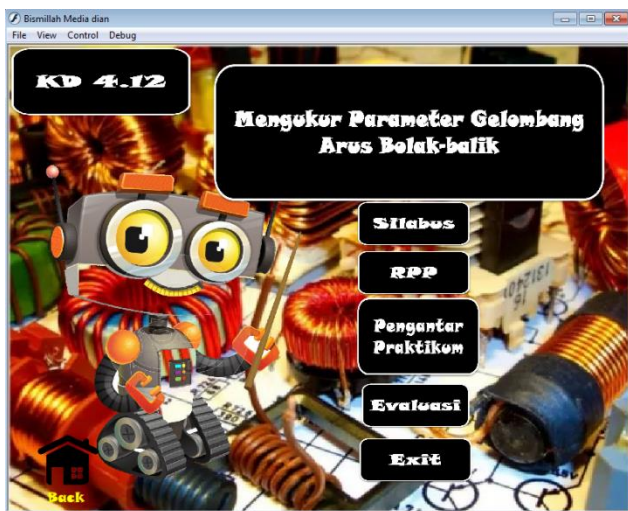 Bismillah Media dian
File View Control Debug
KD 4.12
Mengukur Parameter Gelombang
Arus Bolak-balik
Silabus
RPP
Pengantar
Praktikum
Evaluasi
Exit
Back